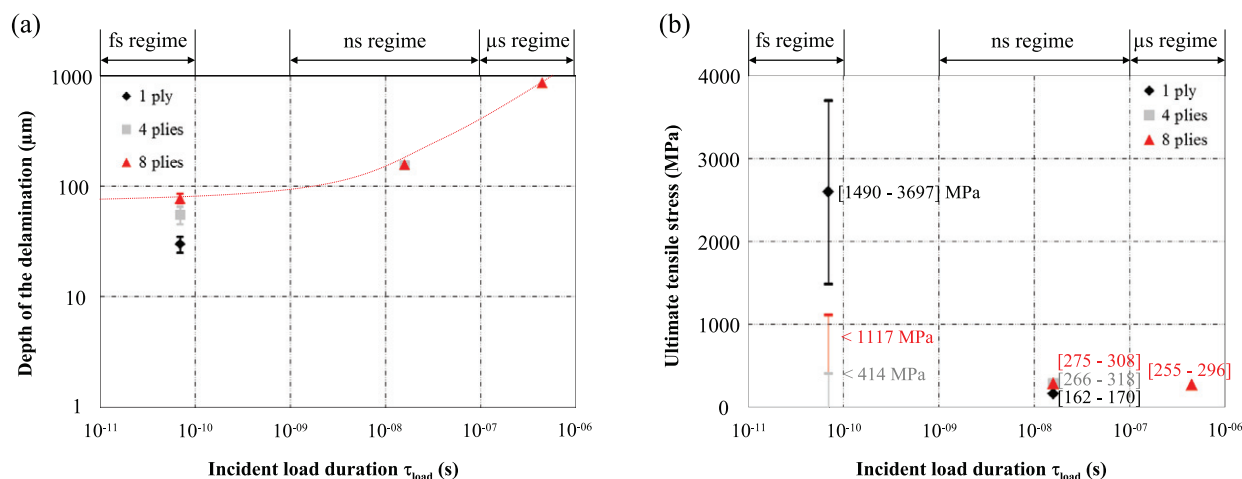 (a)
fs regime
ns regime
µs regime
Depth of the delamination (µm)
1000
100
10
1
1 ply
4 plies
8 plies
10⁻¹¹
10⁻¹⁰
10⁻⁰⁹
10⁻⁰⁸
10⁻⁰⁷
10⁻⁰⁶
Incident load duration τload (s)
(b)
fs regime
ns regime
µs regime
Ultimate tensile stress (MPa)
4000
3000
2000
1000
0
1 ply
4 plies
8 plies
[1490 - 3697] MPa
< 1117 MPa
< 414 MPa
[275 - 308]
[266 - 318]
[162 - 170]
[255 - 296]
10⁻¹¹
10⁻¹⁰
10⁻⁰⁹
10⁻⁰⁸
10⁻⁰⁷
10⁻⁰⁶
Incident load duration τload (s)